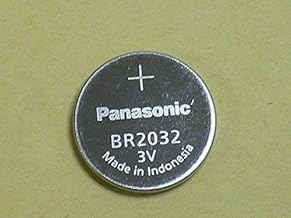 +
Panasonic
BR2032
3V
Made in Indonesia